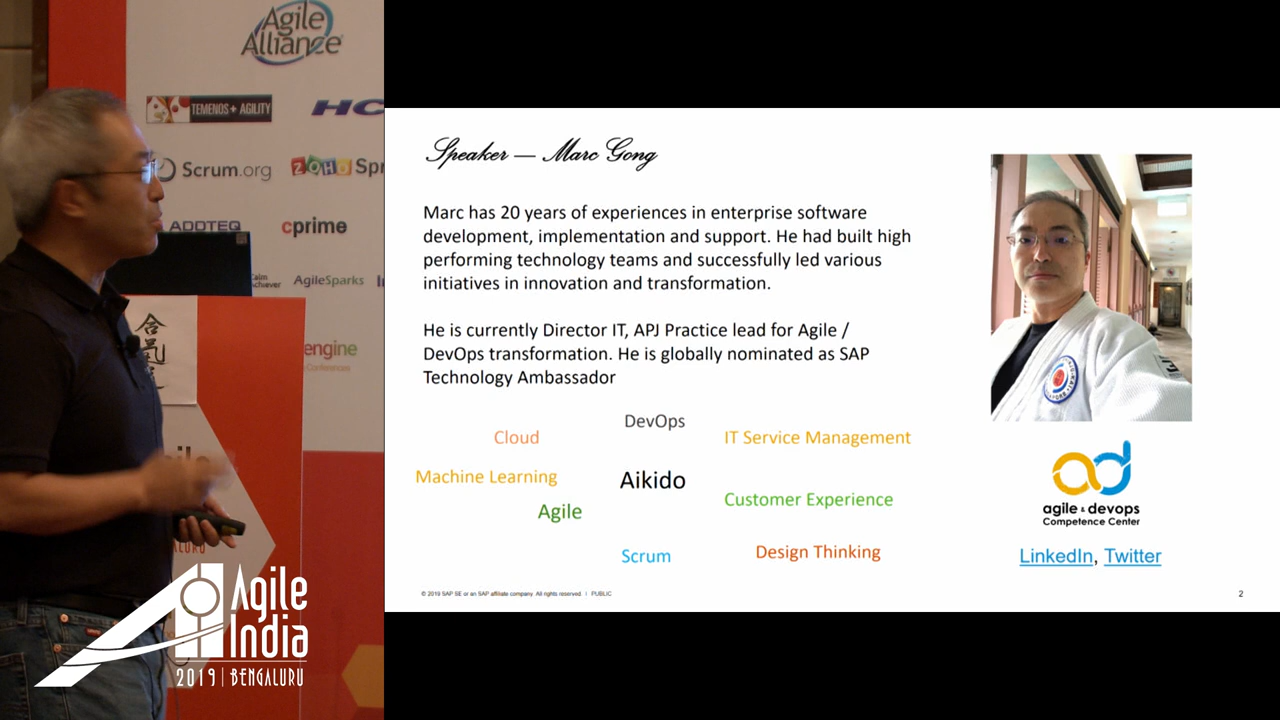 Agile
Alliance
TEMENOS + AGILITY
HC
Scrum.org
ZOHO Spr
ADDTEQ
cprime
Calm
Achiever
AgileSparks
engine
合
氣
Agile
India
2019 | BENGALURU
Speaker — Marc Gong
Marc has 20 years of experiences in enterprise software
development, implementation and support. He had built high
performing technology teams and successfully led various
initiatives in innovation and transformation.
He is currently Director IT, APJ Practice lead for Agile /
DevOps transformation. He is globally nominated as SAP
Technology Ambassador
DevOps
Cloud
IT Service Management
Machine Learning
Aikido
Customer Experience
Agile
Scrum
Design Thinking
ad
agile & devops
Competence Center
LinkedIn, Twitter
© 2019 SAP SE or an SAP affiliate company. All rights reserved. | PUBLIC
2